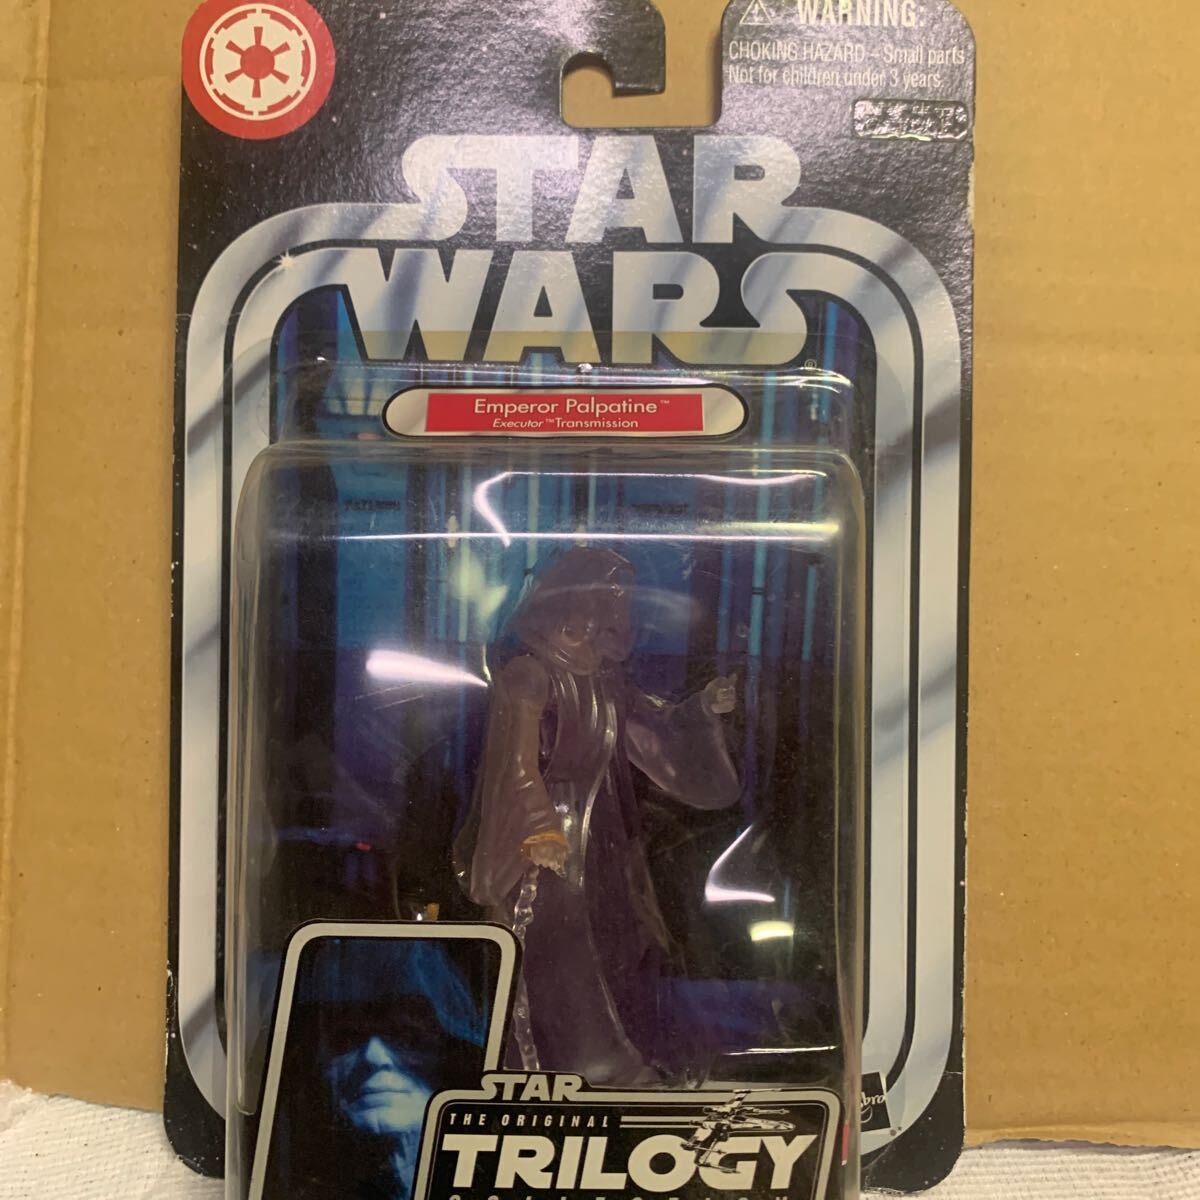 WARNING:
CHOKING HAZARD – Small parts
Not for children under 3 years.
STAR
WARS®
Emperor Palpatine™
Executor™ Transmission
STAR
THE ORIGINAL
TRILOGY
COLLECTION